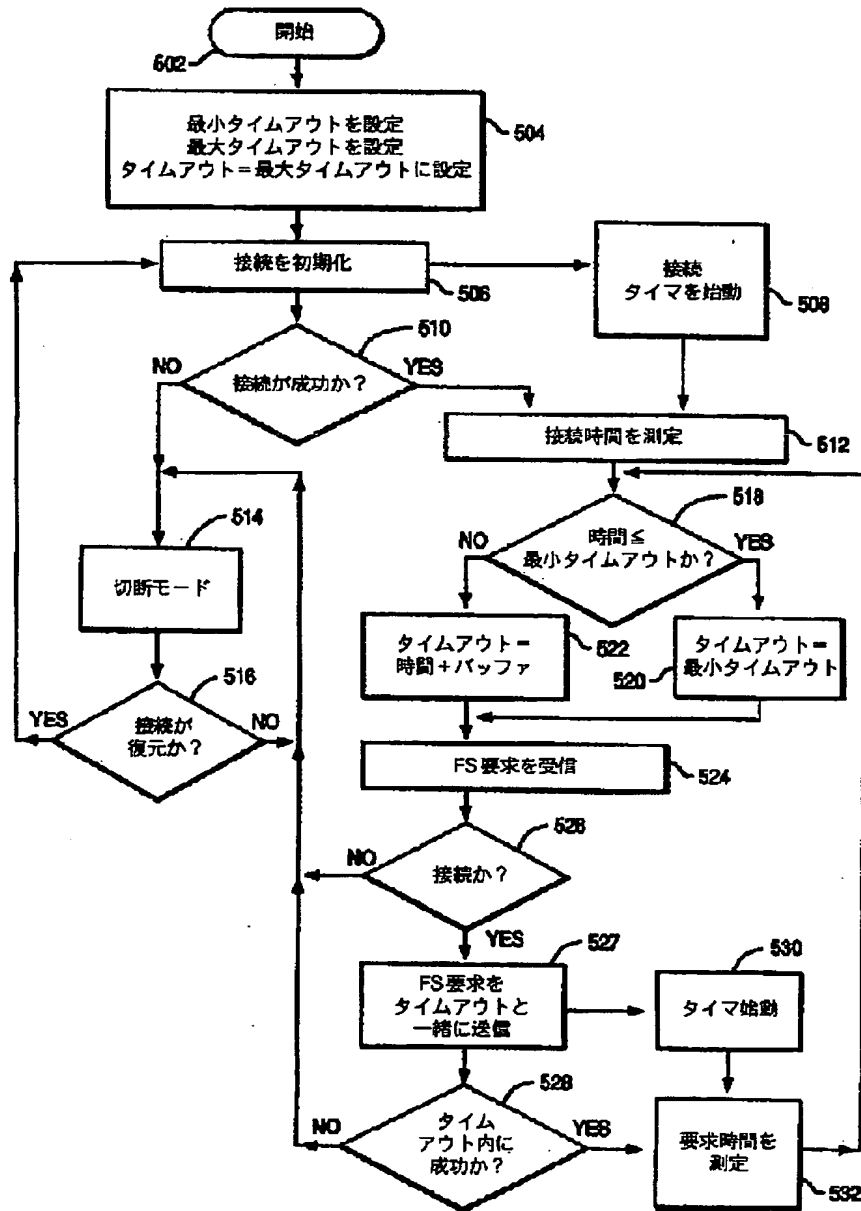 開始
502
最小タイムアウトを設定
最大タイムアウトを設定
タイムアウト=最大タイムアウトに設定
504
接続を初期化
506
接続
タイマを始動
508
510
NO
YES
接続が成功か?
接続時間を測定
512
514
切断モード
518
NO
YES
時間≦
最小タイムアウトか?
タイムアウト=
時間+バッファ
522
タイムアウト=
最小タイムアウト
520
516
YES
NO
接続が
復元か?
FS要求を受信
524
526
NO
接続か?
YES
527
FS要求を
タイムアウトと
一緒に送信
530
タイマ始動
528
NO
YES
タイム
アウト内に
成功か?
要求時間を
測定
532